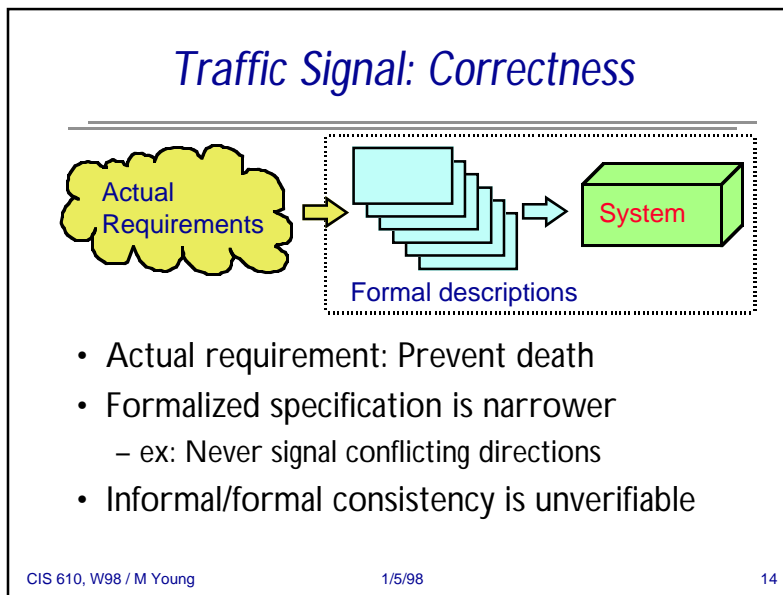 Traffic Signal: Correctness
Actual
Requirements
System
Formal descriptions
• Actual requirement: Prevent death
• Formalized specification is narrower
– ex: Never signal conflicting directions
• Informal/formal consistency is unverifiable
CIS 610, W98 / M Young 1/5/98 14